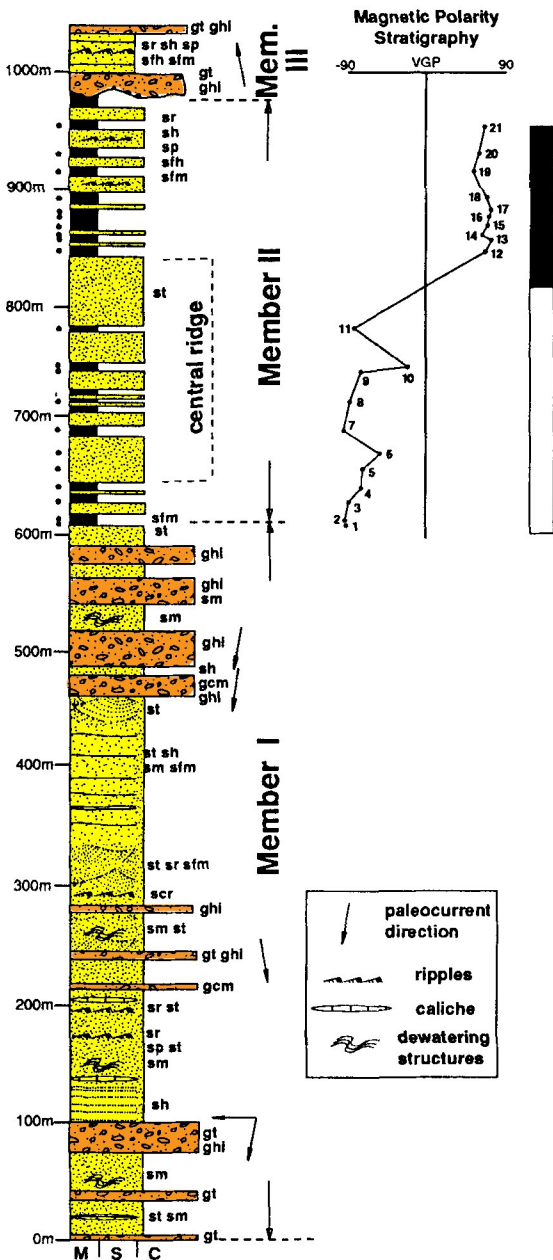 Magnetic Polarity
Stratigraphy
-90 VGP 90
gt ghl
sr sh sp
sfh sfm
gt
ghl
Mem. III
1000m
sr
sh
sp
sfh
sfm
900m
800m
st
central ridge
Member II
700m
600m
sfm
st
21
20
19
18
17
16
15
14
13
12
11
10
9
8
7
6
5
4
3
2
1
ghl
ghl
sm
sm
500m
ghl
sh
gcm
ghl
st
400m
st sh
sm sfm
Member I
300m
st sr sfm
scr
ghl
sm st
gt ghl
gcm
200m
sr st
sr
sp st
sm
sh
100m
gt
ghl
sm
gt
st sm
0m
gt
M S C
paleocurrent
direction
ripples
caliche
dewatering
structures